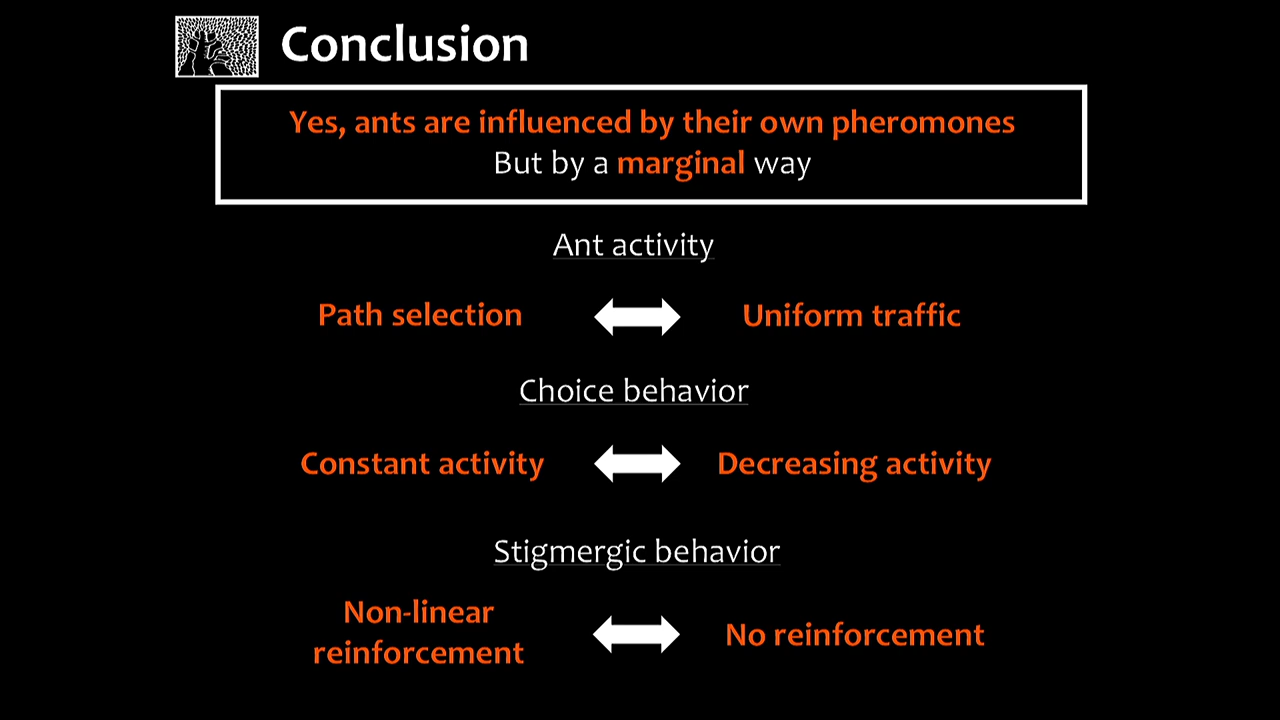 Conclusion
Yes, ants are influenced by their own pheromones
But by a marginal way
Ant activity
Path selection
Uniform traffic
Choice behavior
Constant activity
Decreasing activity
Stigmergic behavior
Non-linear
reinforcement
No reinforcement